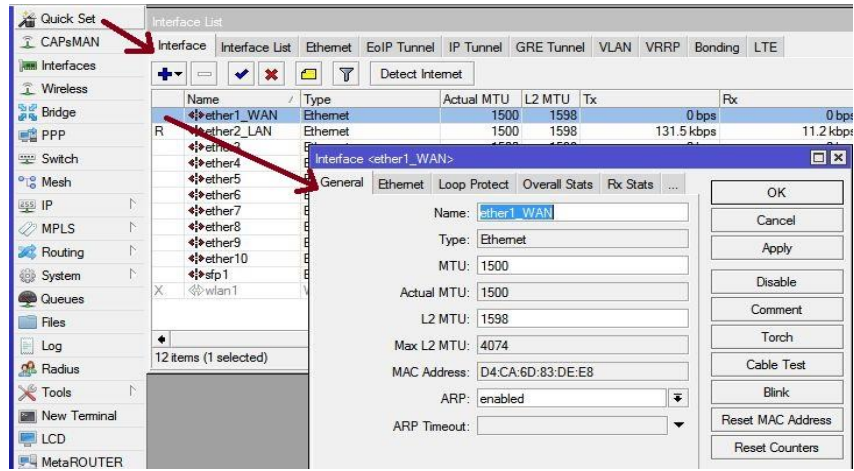 Quick Set
CAPsMAN
Interfaces
Wireless
Bridge
PPP
Switch
Mesh
IP
MPLS
Routing
System
Queues
Files
Log
Radius
Tools
New Terminal
LCD
MetaROUTER
Interface List
Interface Interface List Ethernet EoIP Tunnel IP Tunnel GRE Tunnel VLAN VRRP Bonding LTE
Detect Internet
Name Type Actual MTU L2 MTU Tx Rx
ether1_WAN Ethernet 1500 1598 0 bps 0 bps
R ether2_LAN Ethernet 1500 1598 131.5 kbps 11.2 kbps
ether3
ether4
ether5
ether6
ether7
ether8
ether9
ether10
sfp1
X wlan1
12 items (1 selected)
Interface <ether1_WAN>
General Ethernet Loop Protect Overall Stats Rx Stats ...
Name: ether1_WAN
Type: Ethernet
MTU: 1500
Actual MTU: 1500
L2 MTU: 1598
Max L2 MTU: 4074
MAC Address: D4:CA:6D:83:DE:E8
ARP: enabled
ARP Timeout:
OK
Cancel
Apply
Disable
Comment
Torch
Cable Test
Blink
Reset MAC Address
Reset Counters